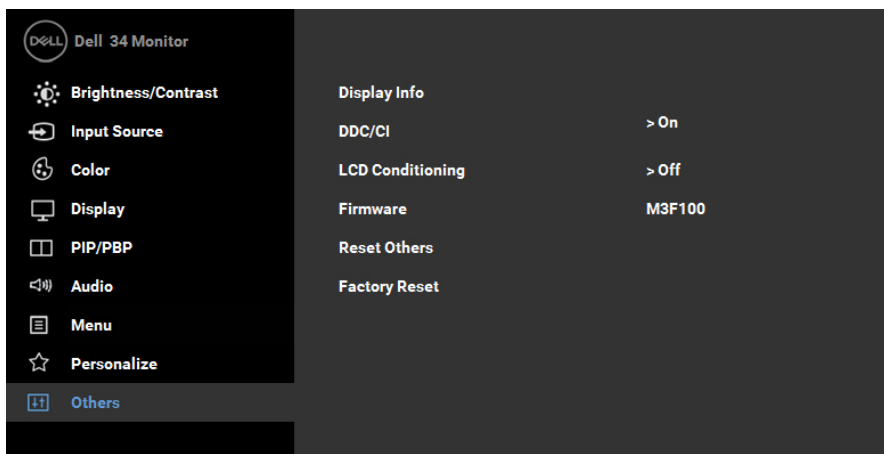 DELL Dell 34 Monitor
Brightness/Contrast Display Info
Input Source DDC/CI > On
Color LCD Conditioning > Off
Display Firmware M3F100
PIP/PBP Reset Others
Audio Factory Reset
Menu
Personalize
Others